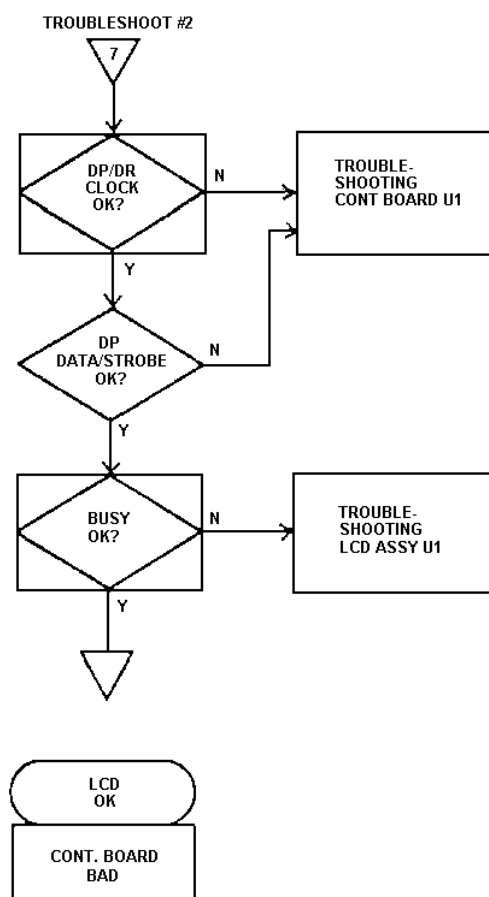 TROUBLESHOOT #2
7
DP/DR
CLOCK
OK?
N
TROUBLE-
SHOOTING
CONT BOARD U1
Y
DP
DATA/STROBE
OK?
N
Y
BUSY
OK?
N
TROUBLE-
SHOOTING
LCD ASSY U1
Y
LCD
OK
CONT. BOARD
BAD